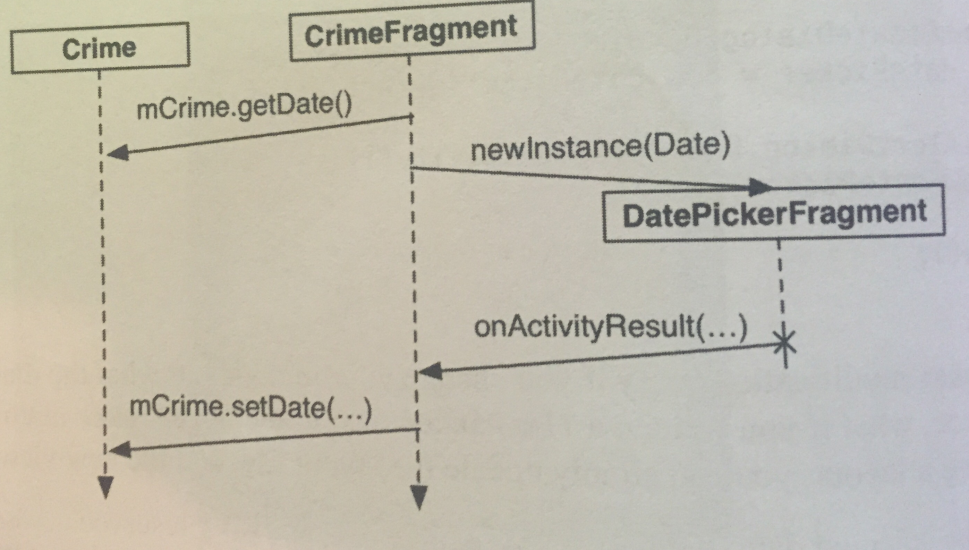 Crime
CrimeFragment
mCrime.getDate()
newInstance(Date)
DatePickerFragment
onActivityResult(...)
mCrime.setDate(...)